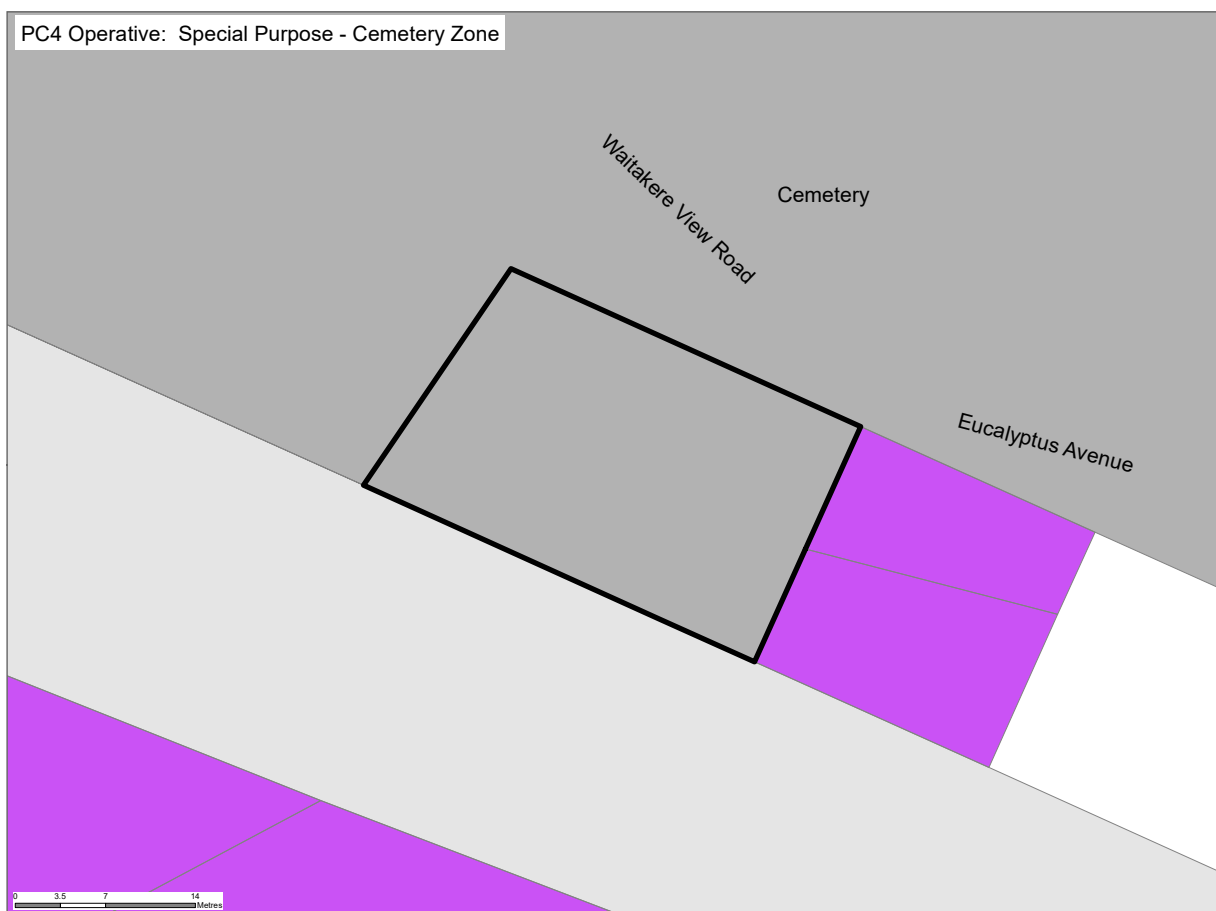 PC4 Operative:  Special Purpose - Cemetery Zone
Waitakere View Road
Cemetery
Eucalyptus Avenue
0 3.5 7 14
Metres